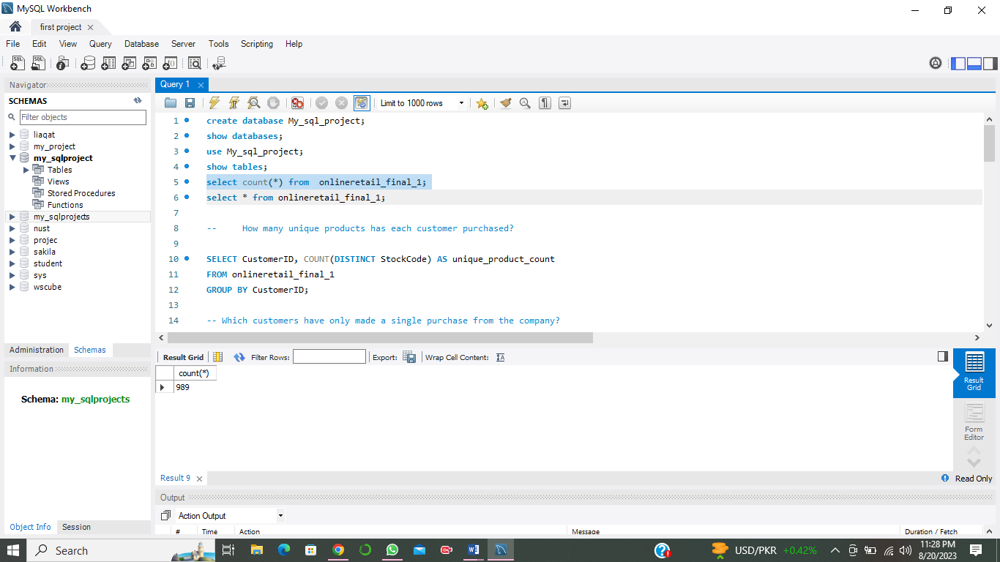 MySQL Workbench
first project
File Edit View Query Database Server Tools Scripting Help
Navigator
SCHEMAS
Filter objects
liaqat
my_project
my_sqlproject
Tables
Views
Stored Procedures
Functions
my_sqlprojects
nust
projec
sakila
student
sys
wscube
Administration Schemas
Information
Schema: my_sqlprojects
Object Info Session
Query 1
Limit to 1000 rows
1 create database My_sql_project;
2 show databases;
3 use My_sql_project;
4 show tables;
5 select count(*) from  onlineretail_final_1;
6 select * from onlineretail_final_1;
7
8 --     How many unique products has each customer purchased?
9
10 SELECT CustomerID, COUNT(DISTINCT StockCode) AS unique_product_count
11 FROM onlineretail_final_1
12 GROUP BY CustomerID;
13
14 -- Which customers have only made a single purchase from the company?
Result Grid Filter Rows: Export: Wrap Cell Content:
count(*)
989
Result
Grid
Form
Editor
Result 9
Read Only
Output
Action Output
# Time Action Message Duration / Fetch
Search
USD/PKR +0.42%
11:28 PM
8/20/2023